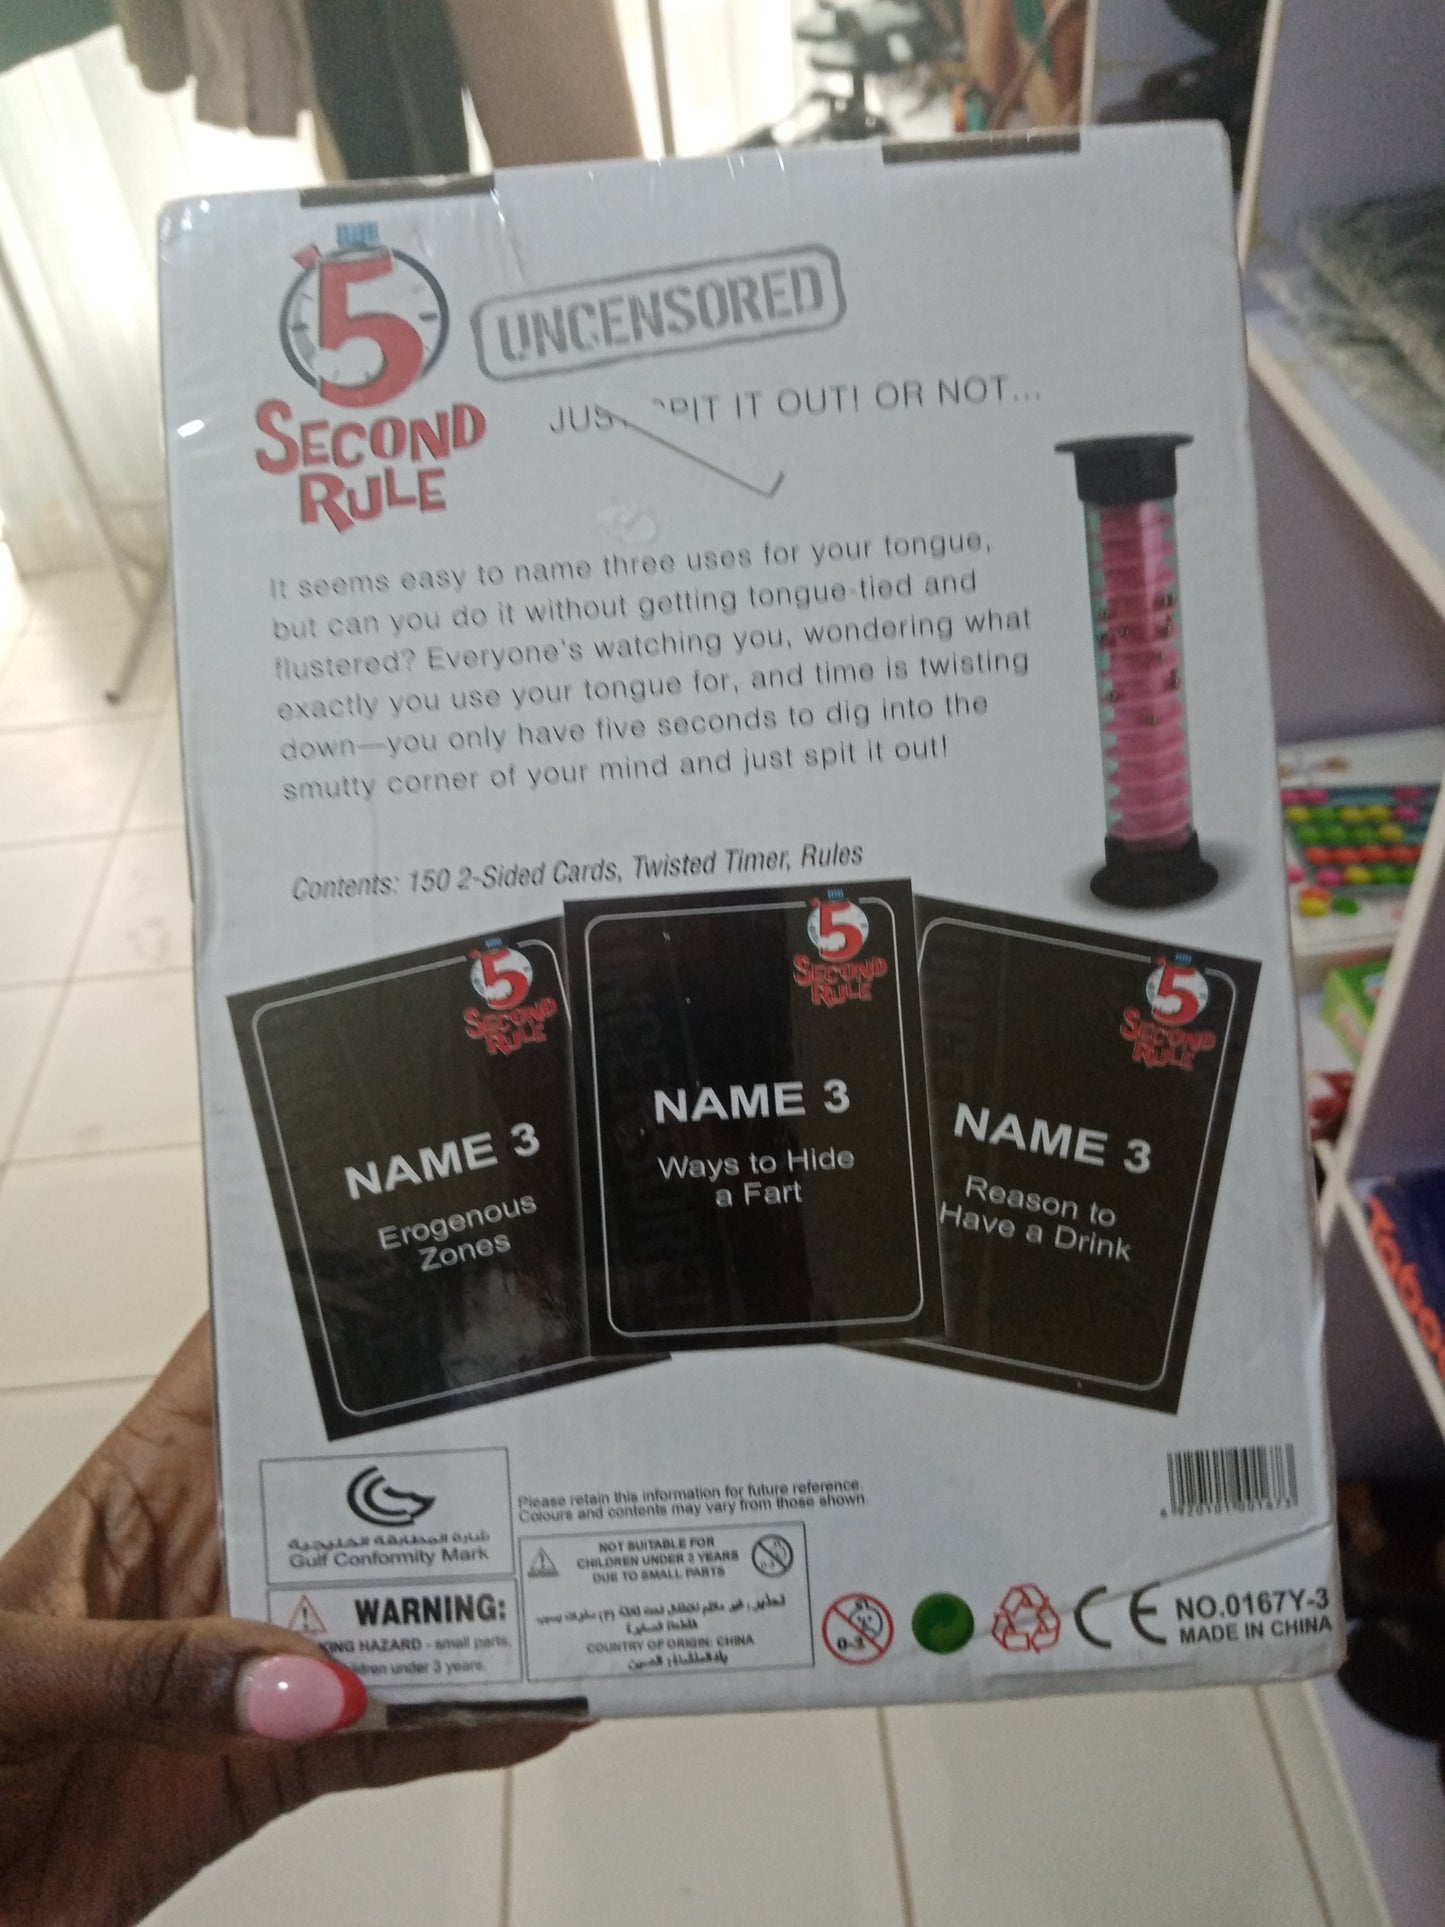 5
SECOND
RULE
UNCENSORED
JUST SPIT IT OUT! OR NOT...
It seems easy to name three uses for your tongue,
but can you do it without getting tongue-tied and
flustered? Everyone's watching you, wondering what
exactly you use your tongue for, and time is twisting
down—you only have five seconds to dig into the
smutty corner of your mind and just spit it out!
Contents: 150 2-Sided Cards, Twisted Timer, Rules
5
SECOND
RULE
NAME 3
Erogenous
Zones
5
SECOND
RULE
NAME 3
Ways to Hide
a Fart
5
SECOND
RULE
NAME 3
Reason to
Have a Drink
شارة المطابقة الخليجية
Gulf Conformity Mark
WARNING:
HAZARD - small parts.
under 3 years.
Please retain this information for future reference.
Colours and contents may vary from those shown.
NOT SUITABLE FOR
CHILDREN UNDER 3 YEARS
DUE TO SMALL PARTS
COUNTRY OF ORIGIN: CHINA
0-3
CE
NO.0167Y-3
MADE IN CHINA